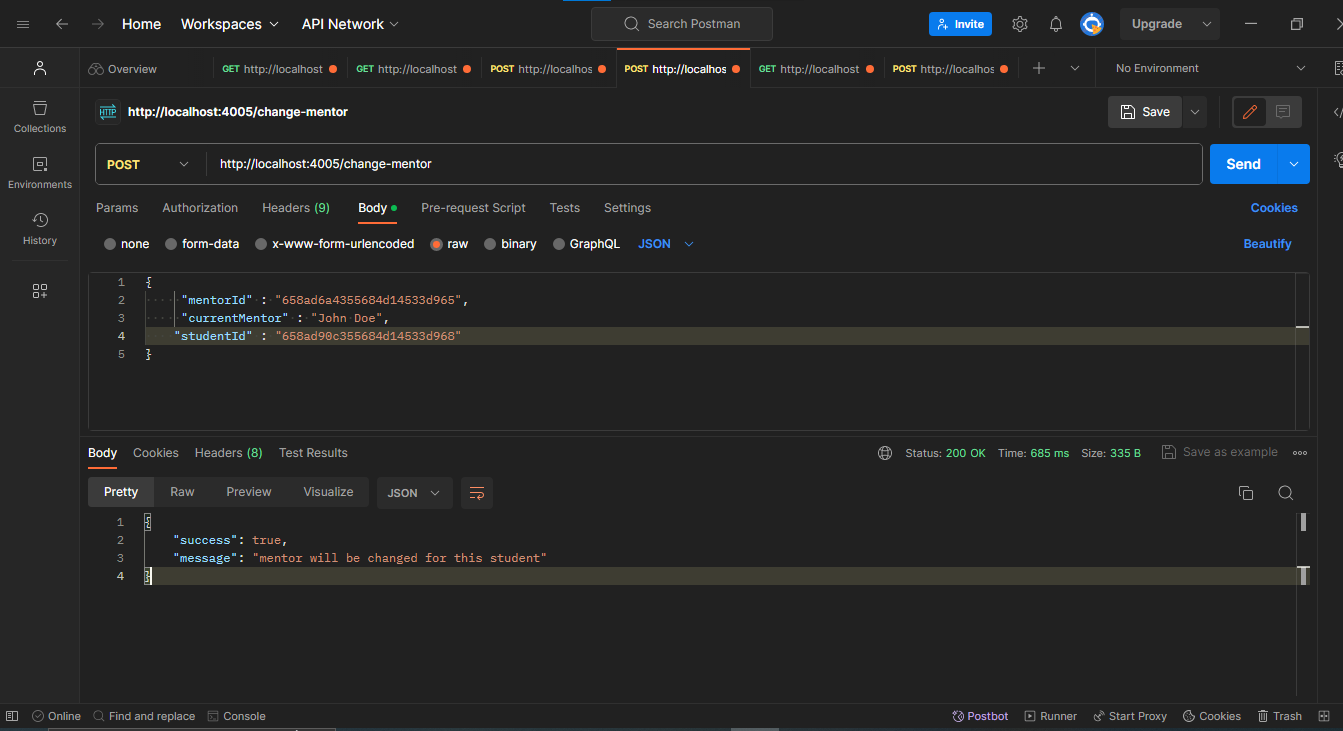 Home Workspaces API Network Search Postman Invite Upgrade
Overview GET http://localhost GET http://localhost POST http://localhos POST http://localhos GET http://localhost POST http://localhos No Environment
HTTP http://localhost:4005/change-mentor Save
Collections
POST http://localhost:4005/change-mentor Send
Environments
Params Authorization Headers (9) Body Pre-request Script Tests Settings Cookies
History
none form-data x-www-form-urlencoded raw binary GraphQL JSON Beautify
1 {
2 "mentorId" : "658ad6a4355684d14533d965",
3 "currentMentor" : "John Doe",
4 "studentId" : "658ad90c355684d14533d968"
5 }
Body Cookies Headers (8) Test Results Status: 200 OK Time: 685 ms Size: 335 B Save as example
Pretty Raw Preview Visualize JSON
1 {
2 "success": true,
3 "message": "mentor will be changed for this student"
4 }
Online Find and replace Console Postbot Runner Start Proxy Cookies Trash